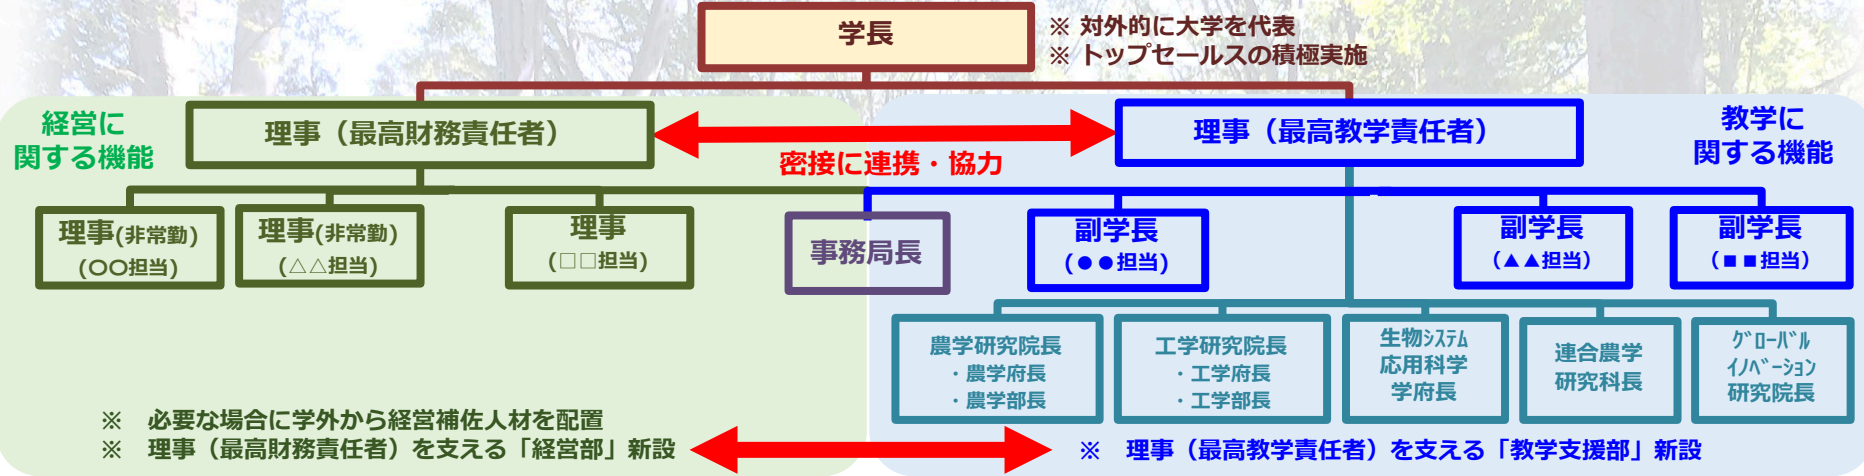 学長
※ 対外的に大学を代表
※ トップセールスの積極実施
経営に
関する機能
理事（最高財務責任者）
密接に連携・協力
理事（最高教学責任者）
教学に
関する機能
理事(非常勤)
(〇〇担当)
理事(非常勤)
(△△担当)
理事
(□□担当)
事務局長
副学長
(●●担当)
副学長
(▲▲担当)
副学長
(■■担当)
農学研究院長
・農学府長
・農学部長
工学研究院長
・工学府長
・工学部長
生物ｼｽﾃﾑ
応用科学
学府長
連合農学
研究科長
ｸﾞﾛｰﾊﾞﾙ
ｲﾉﾍﾞｰｼｮﾝ
研究院長
※ 必要な場合に学外から経営補佐人材を配置
※ 理事（最高財務責任者）を支える「経営部」新設
※ 理事（最高教学責任者）を支える「教学支援部」新設